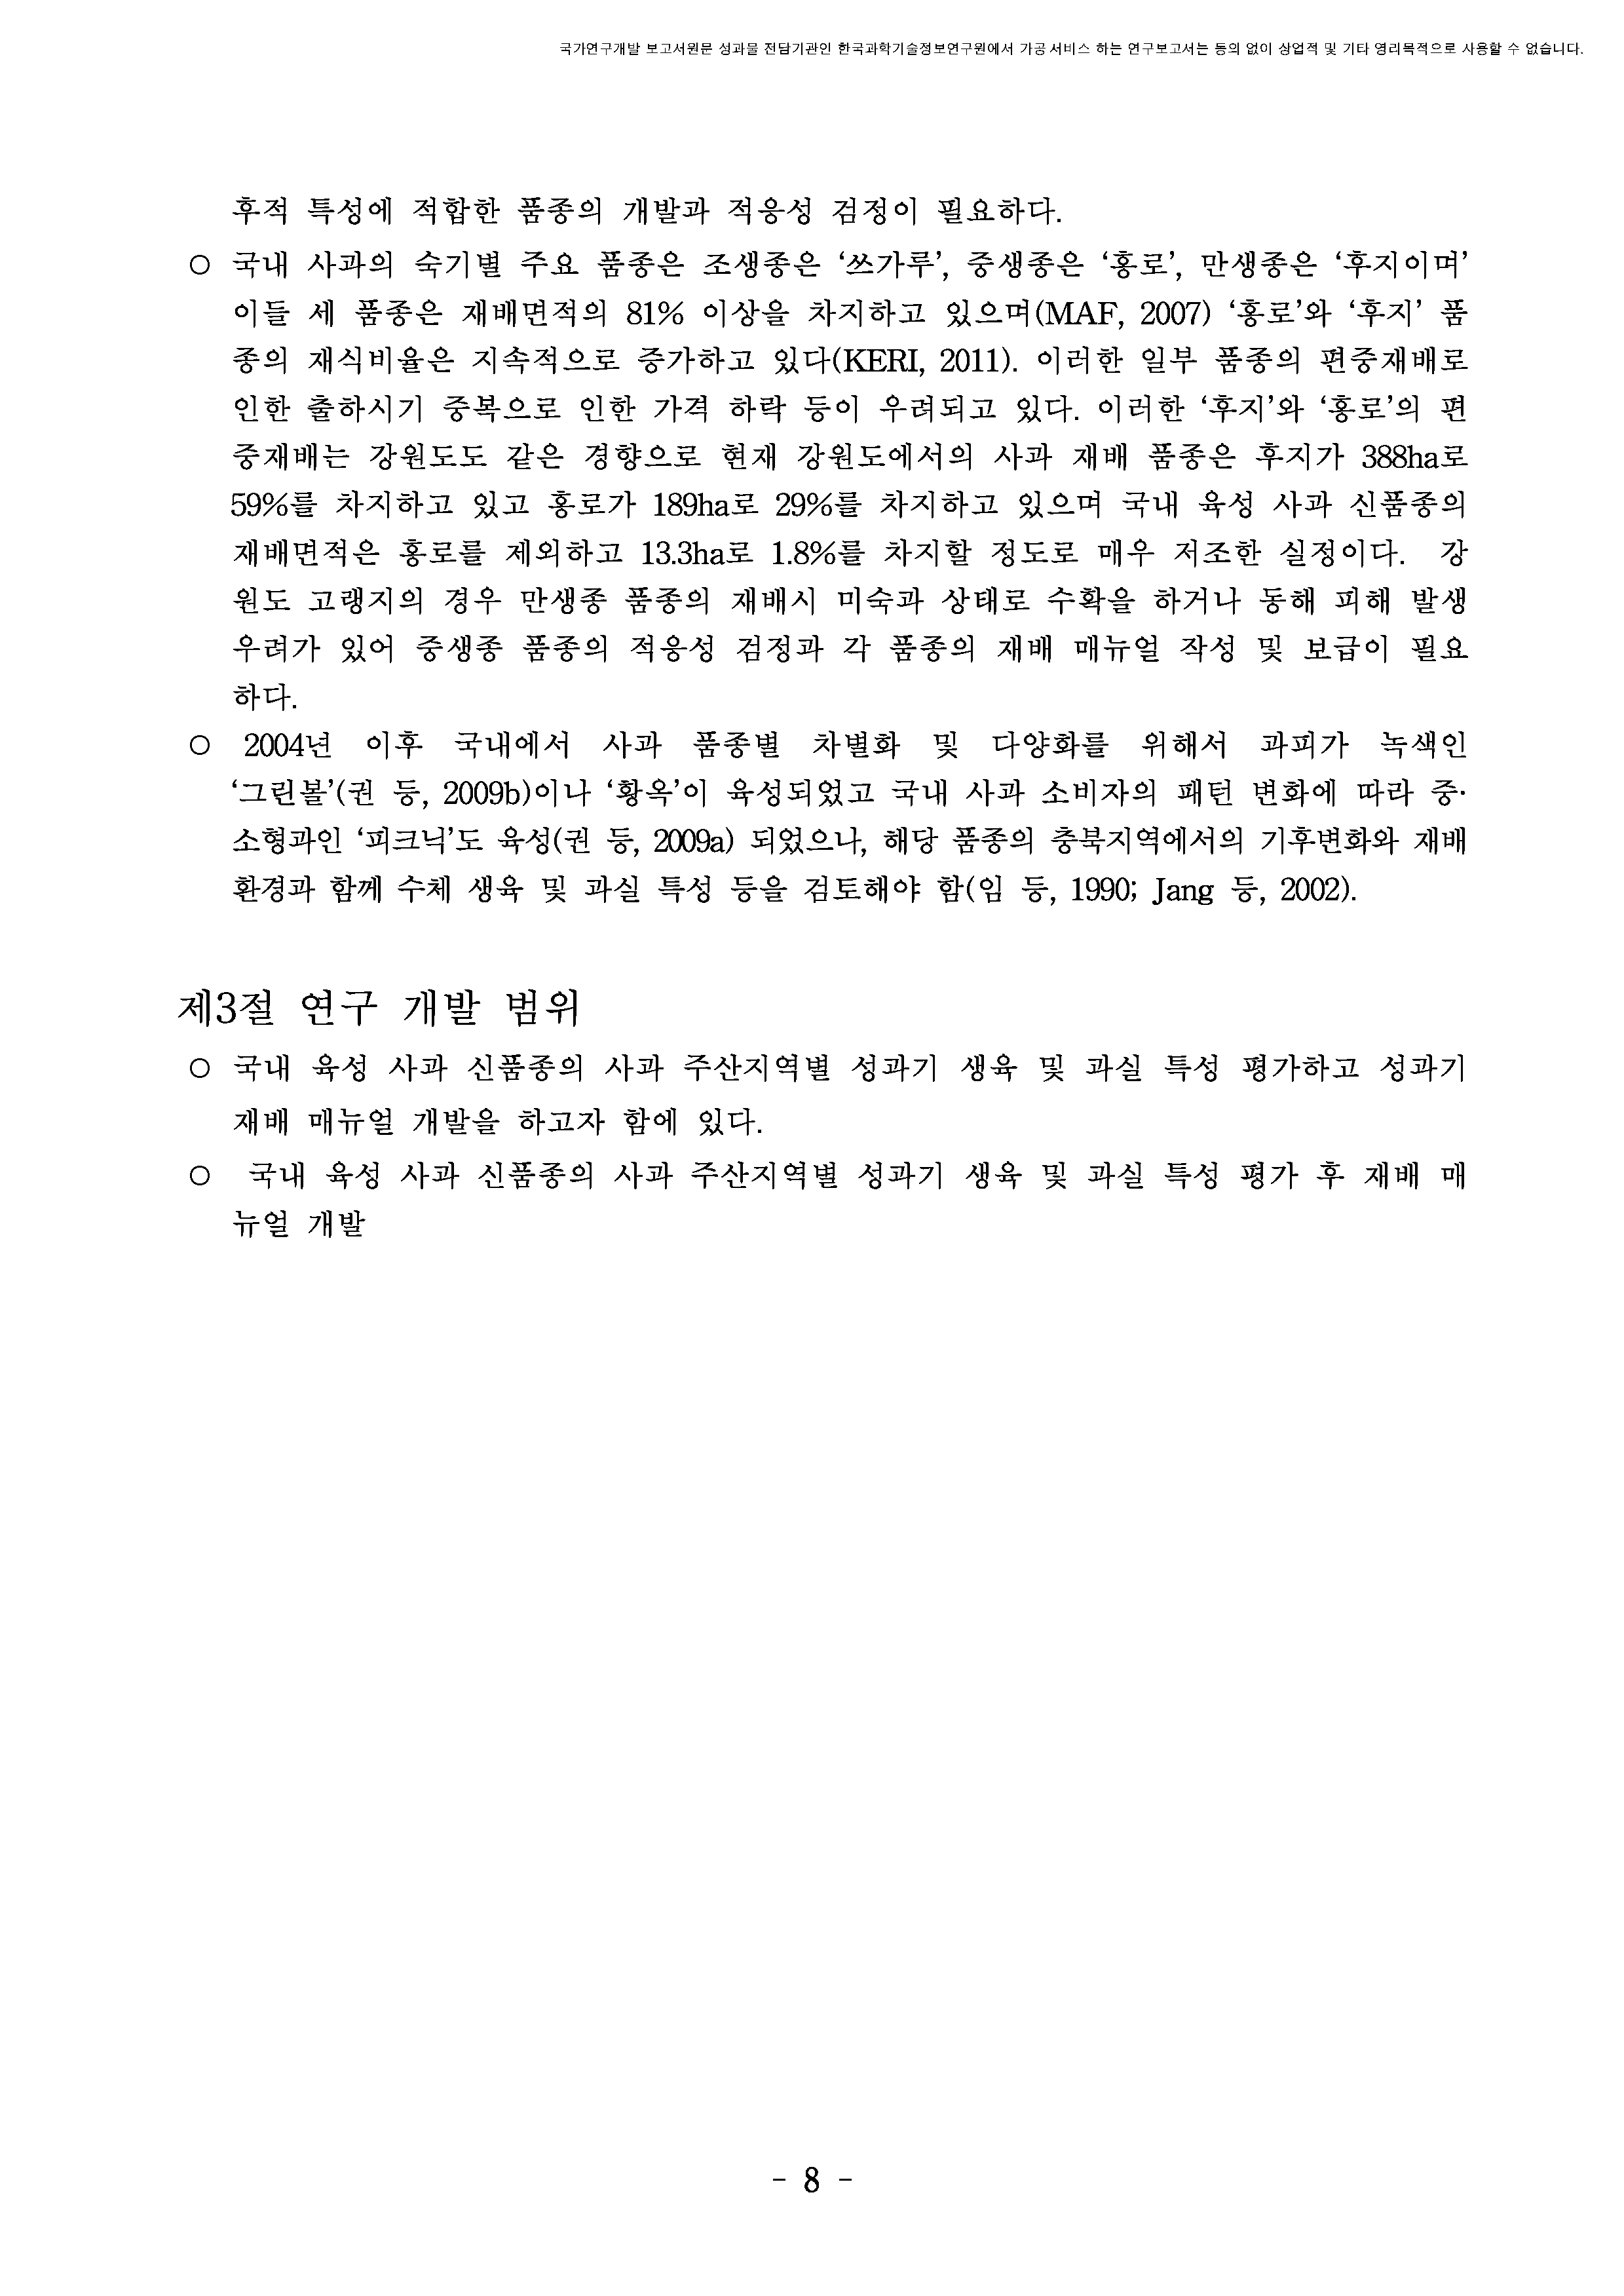 국가연구개발 보고서원문 성과물 전담기관인 한국과학기술정보연구원에서 가공·서비스 하는 연구보고서는 동의 없이 상업적 및 기타 영리목적으로 사용할 수 없습니다.
후적 특성에 적합한 품종의 개발과 적응성 검정이 필요하다.
○ 국내 사과의 숙기별 주요 품종은 조생종은 ‘쓰가루’, 중생종은 ‘홍로’, 만생종은 ‘후지이며’
이들 세 품종은 재배면적의 81% 이상을 차지하고 있으며(MAF, 2007) ‘홍로’와 ‘후지’ 품
종의 재식비율은 지속적으로 증가하고 있다(KERI, 2011). 이러한 일부 품종의 편중재배로
인한 출하시기 중복으로 인한 가격 하락 등이 우려되고 있다. 이러한 ‘후지’와 ‘홍로’의 편
중재배는 강원도도 같은 경향으로 현재 강원도에서의 사과 재배 품종은 후지가 388ha로
59%를 차지하고 있고 홍로가 189ha로 29%를 차지하고 있으며 국내 육성 사과 신품종의
재배면적은 홍로를 제외하고 13.3ha로 1.8%를 차지할 정도로 매우 저조한 실정이다. 강
원도 고랭지의 경우 만생종 품종의 재배시 미숙과 상태로 수확을 하거나 동해 피해 발생
우려가 있어 중생종 품종의 적응성 검정과 각 품종의 재배 매뉴얼 작성 및 보급이 필요
하다.
○ 2004년 이후 국내에서 사과 품종별 차별화 및 다양화를 위해서 과피가 녹색인
‘그린볼’(권 등, 2009b)이나 ‘황옥’이 육성되었고 국내 사과 소비자의 패턴 변화에 따라 중·
소형과인 ‘피크닉’도 육성(권 등, 2009a) 되었으나, 해당 품종의 충북지역에서의 기후변화와 재배
환경과 함께 수체 생육 및 과실 특성 등을 검토해야 함(임 등, 1990; Jang 등, 2002).
제3절 연구 개발 범위
○ 국내 육성 사과 신품종의 사과 주산지역별 성과기 생육 및 과실 특성 평가하고 성과기
재배 매뉴얼 개발을 하고자 함에 있다.
○ 국내 육성 사과 신품종의 사과 주산지역별 성과기 생육 및 과실 특성 평가 후 재배 매
뉴얼 개발
- 8 -